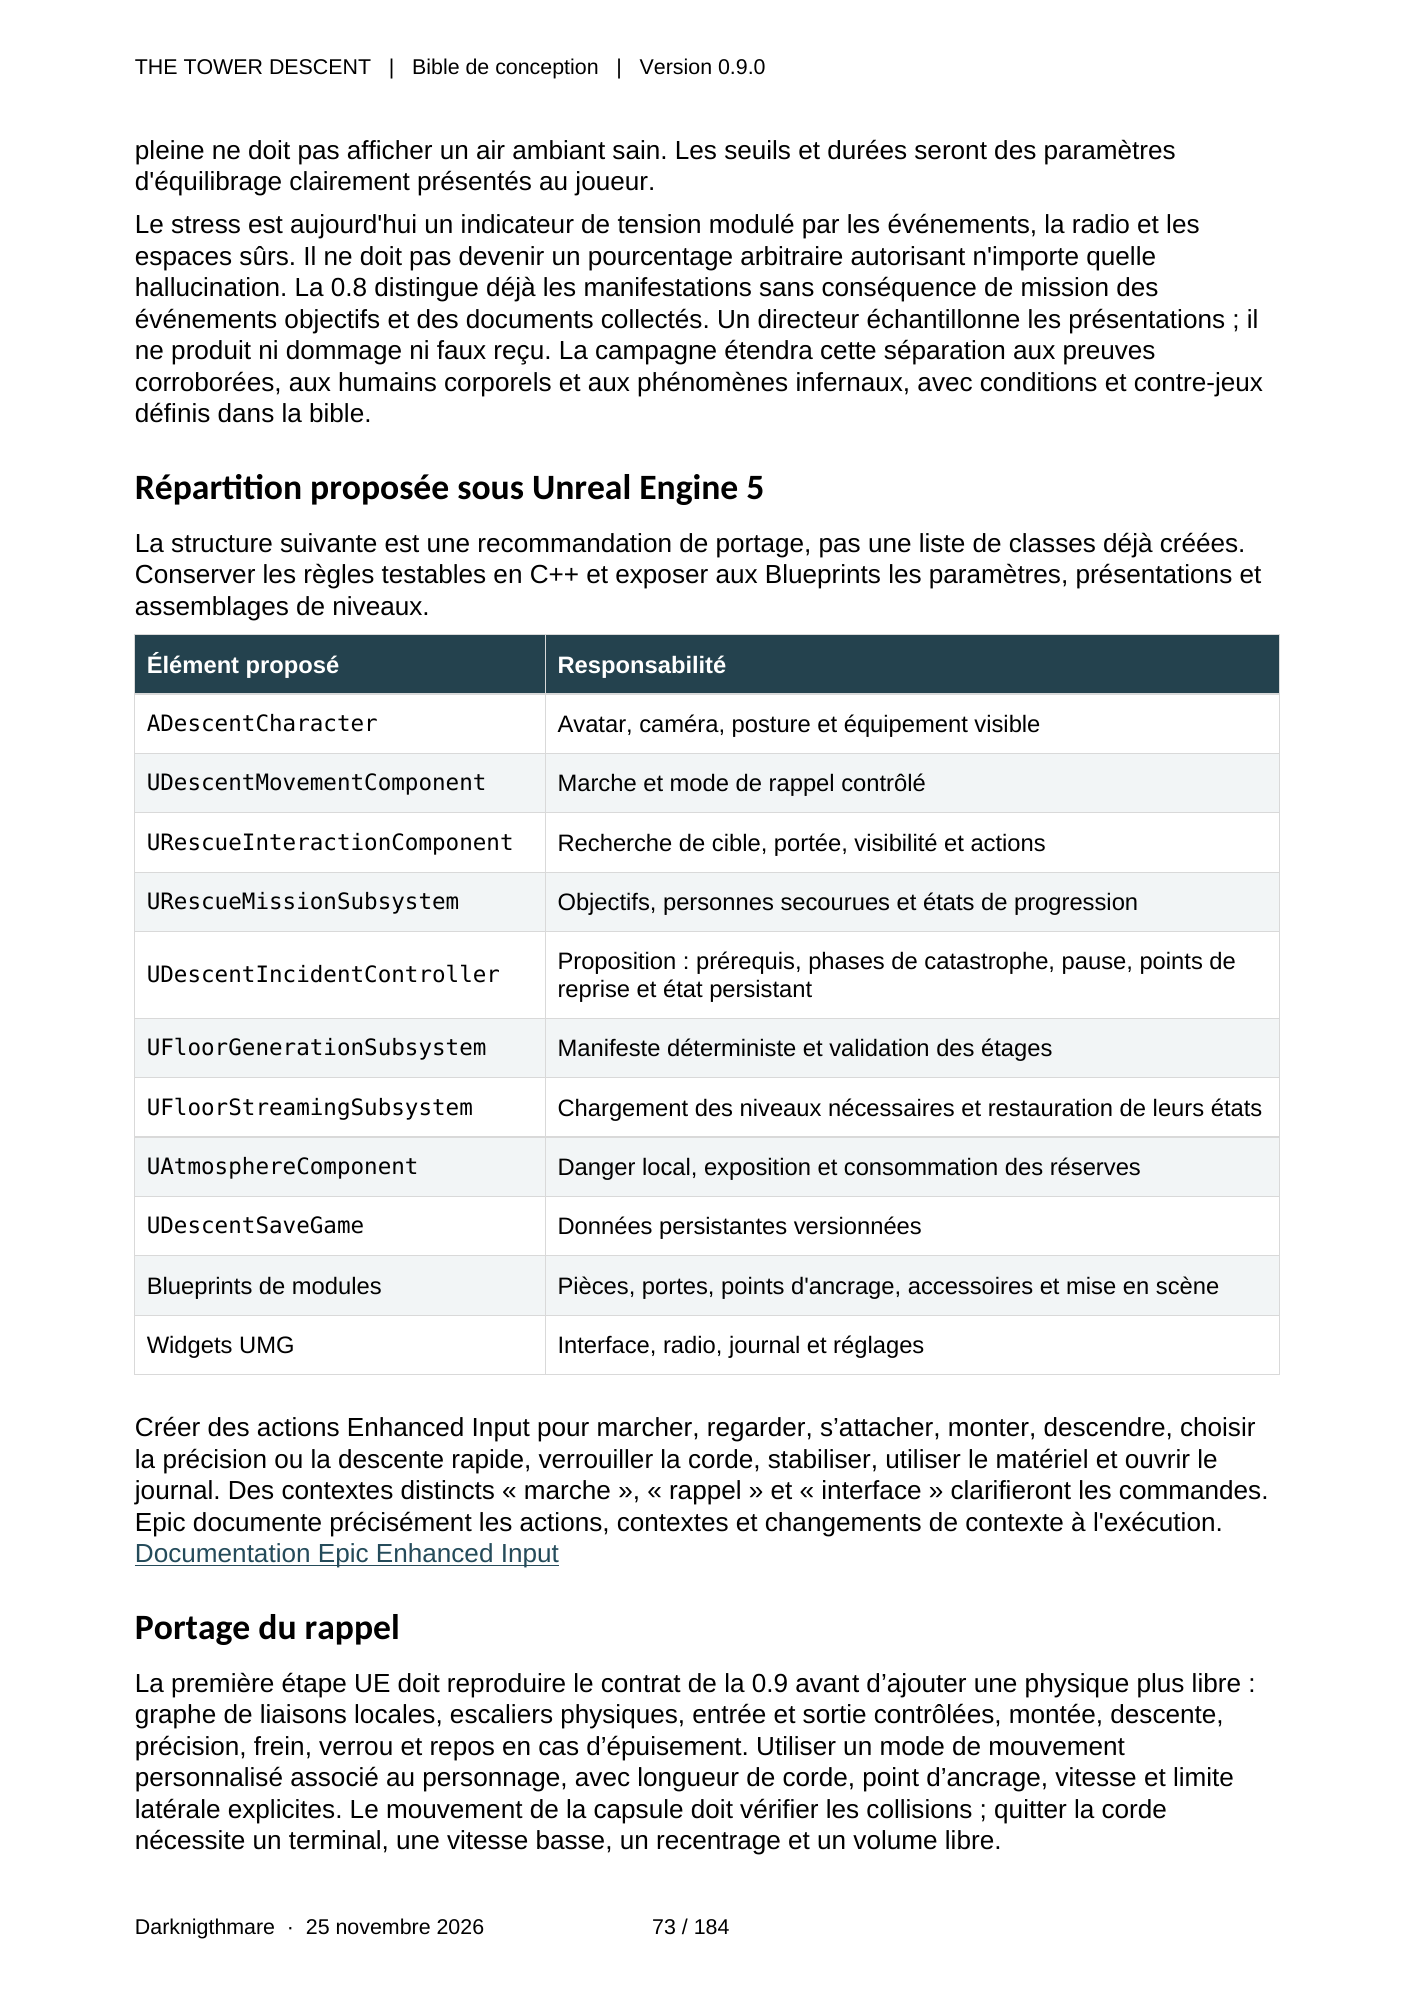 THE TOWER DESCENT | Bible de conception | Version 0.9.0
pleine ne doit pas afficher un air ambiant sain. Les seuils et durées seront des paramètres
d'équilibrage clairement présentés au joueur.
Le stress est aujourd'hui un indicateur de tension modulé par les événements, la radio et les
espaces sûrs. Il ne doit pas devenir un pourcentage arbitraire autorisant n'importe quelle
hallucination. La 0.8 distingue déjà les manifestations sans conséquence de mission des
événements objectifs et des documents collectés. Un directeur échantillonne les présentations ; il
ne produit ni dommage ni faux reçu. La campagne étendra cette séparation aux preuves
corroborées, aux humains corporels et aux phénomènes infernaux, avec conditions et contre-jeux
définis dans la bible.
Répartition proposée sous Unreal Engine 5
La structure suivante est une recommandation de portage, pas une liste de classes déjà créées.
Conserver les règles testables en C++ et exposer aux Blueprints les paramètres, présentations et
assemblages de niveaux.
Élément proposé Responsabilité
ADescentCharacter Avatar, caméra, posture et équipement visible
UDescentMovementComponent Marche et mode de rappel contrôlé
URescueInteractionComponent Recherche de cible, portée, visibilité et actions
URescueMissionSubsystem Objectifs, personnes secourues et états de progression
UDescentIncidentController Proposition : prérequis, phases de catastrophe, pause, points de
reprise et état persistant
UFloorGenerationSubsystem Manifeste déterministe et validation des étages
UFloorStreamingSubsystem Chargement des niveaux nécessaires et restauration de leurs états
UAtmosphereComponent Danger local, exposition et consommation des réserves
UDescentSaveGame Données persistantes versionnées
Blueprints de modules Pièces, portes, points d'ancrage, accessoires et mise en scène
Widgets UMG Interface, radio, journal et réglages
Créer des actions Enhanced Input pour marcher, regarder, s’attacher, monter, descendre, choisir
la précision ou la descente rapide, verrouiller la corde, stabiliser, utiliser le matériel et ouvrir le
journal. Des contextes distincts « marche », « rappel » et « interface » clarifieront les commandes.
Epic documente précisément les actions, contextes et changements de contexte à l'exécution.
Documentation Epic Enhanced Input
Portage du rappel
La première étape UE doit reproduire le contrat de la 0.9 avant d’ajouter une physique plus libre :
graphe de liaisons locales, escaliers physiques, entrée et sortie contrôlées, montée, descente,
précision, frein, verrou et repos en cas d’épuisement. Utiliser un mode de mouvement
personnalisé associé au personnage, avec longueur de corde, point d’ancrage, vitesse et limite
latérale explicites. Le mouvement de la capsule doit vérifier les collisions ; quitter la corde
nécessite un terminal, une vitesse basse, un recentrage et un volume libre.
Darknigthmare · 25 novembre 2026 73 / 184